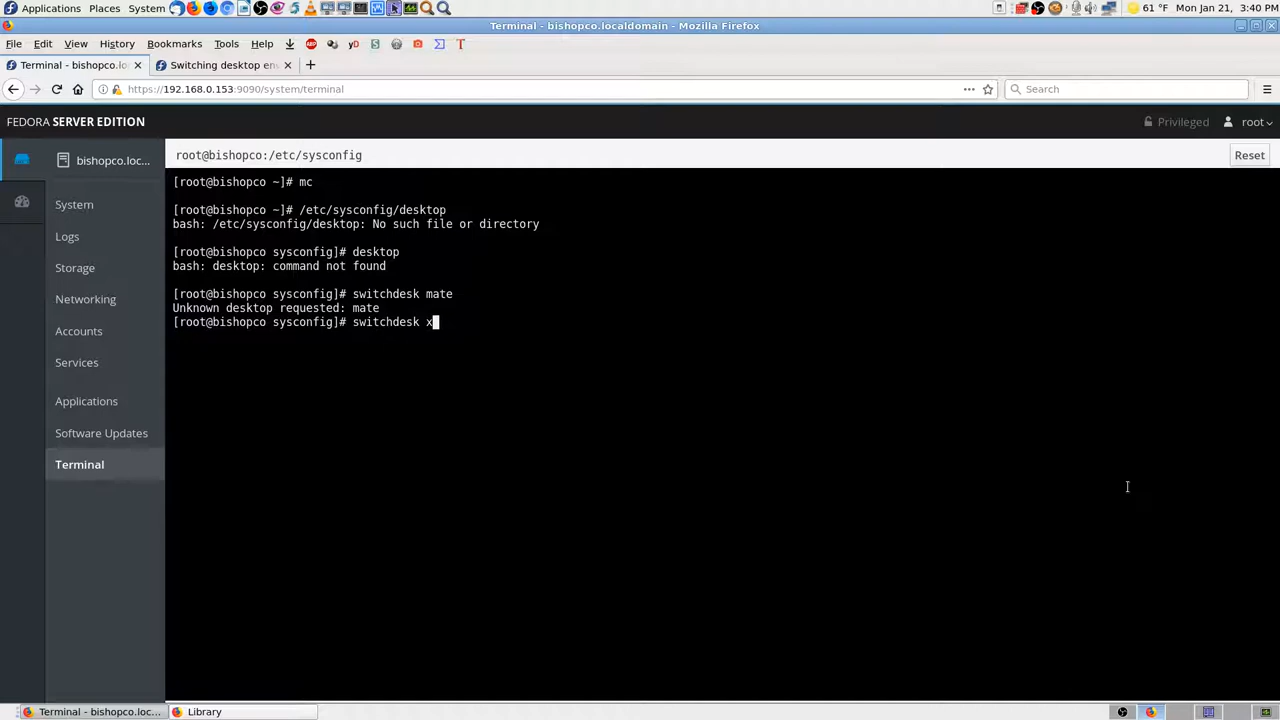 Applications Places System 61 °F Mon Jan 21, 3:40 PM
Terminal - bishopco.localdomain - Mozilla Firefox
File Edit View History Bookmarks Tools Help
Terminal - bishopco.lo Switching desktop en
https://192.168.0.153:9090/system/terminal Search
FEDORA SERVER EDITION Privileged root
bishopco.loc... root@bishopco:/etc/sysconfig Reset
System
Logs
Storage
Networking
Accounts
Services
Applications
Software Updates
Terminal
[root@bishopco ~]# mc
[root@bishopco ~]# /etc/sysconfig/desktop
bash: /etc/sysconfig/desktop: No such file or directory
[root@bishopco sysconfig]# desktop
bash: desktop: command not found
[root@bishopco sysconfig]# switchdesk mate
Unknown desktop requested: mate
[root@bishopco sysconfig]# switchdesk x
Terminal - bishopco.loc... Library